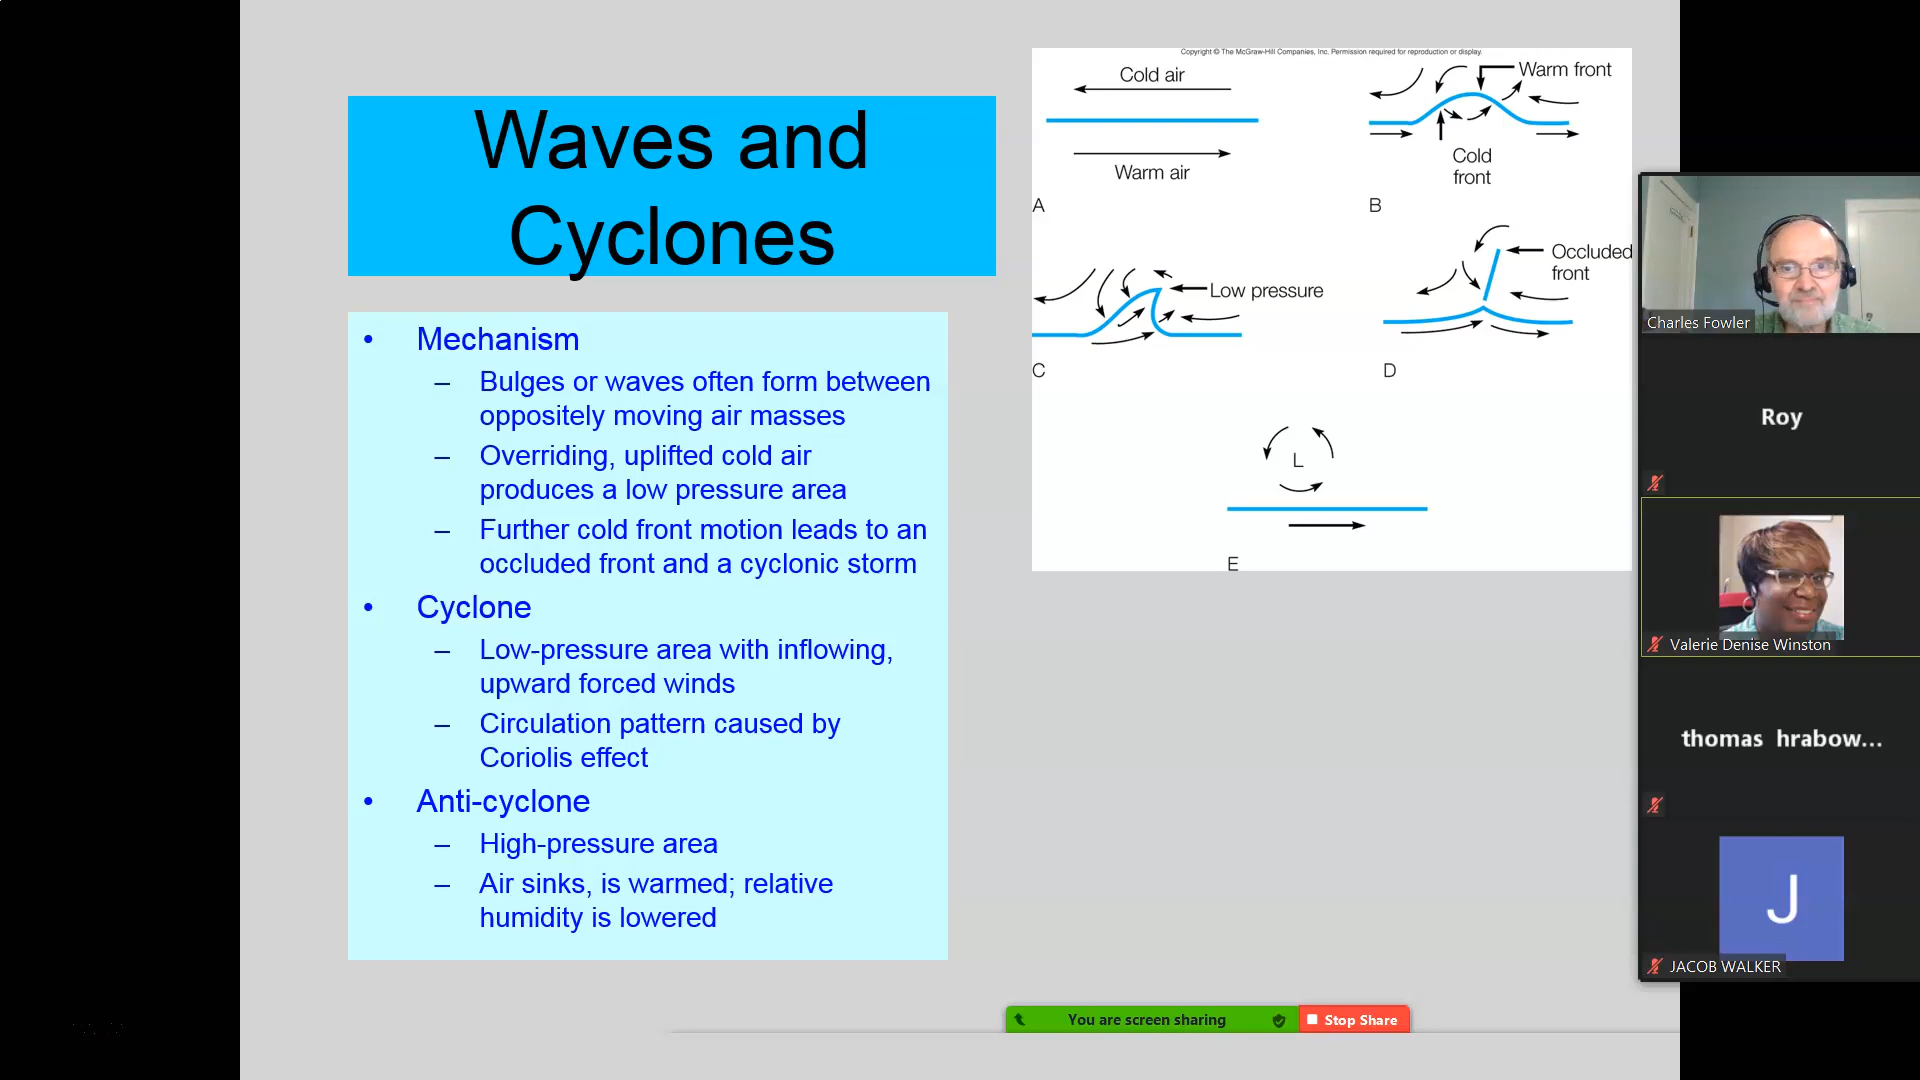 Waves and
Cyclones
• Mechanism
– Bulges or waves often form between
oppositely moving air masses
– Overriding, uplifted cold air
produces a low pressure area
– Further cold front motion leads to an
occluded front and a cyclonic storm
• Cyclone
– Low-pressure area with inflowing,
upward forced winds
– Circulation pattern caused by
Coriolis effect
• Anti-cyclone
– High-pressure area
– Air sinks, is warmed; relative
humidity is lowered
Copyright © The McGraw-Hill Companies, Inc. Permission required for reproduction or display.
Cold air
Warm air
A
Warm front
Cold
front
B
Low pressure
C
Occluded
front
D
L
E
Charles Fowler
Roy
Valerie Denise Winston
thomas hrabow...
J
JACOB WALKER
You are screen sharing
Stop Share